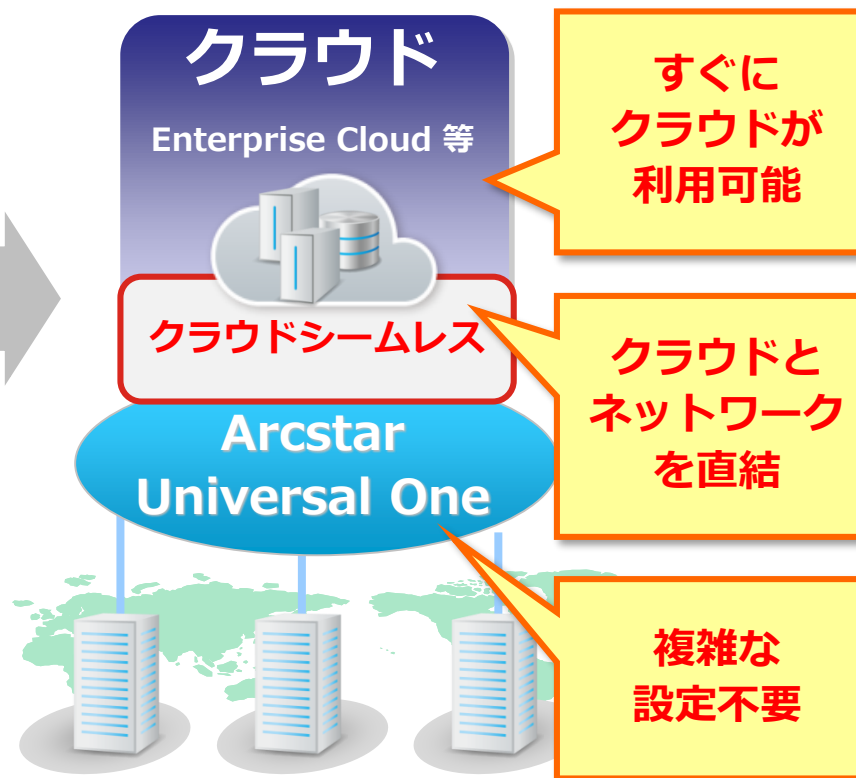 クラウド
Enterprise Cloud 等
クラウドシームレス
Arcstar
Universal One
すぐに
クラウドが
利用可能
クラウドと
ネットワーク
を直結
複雑な
設定不要